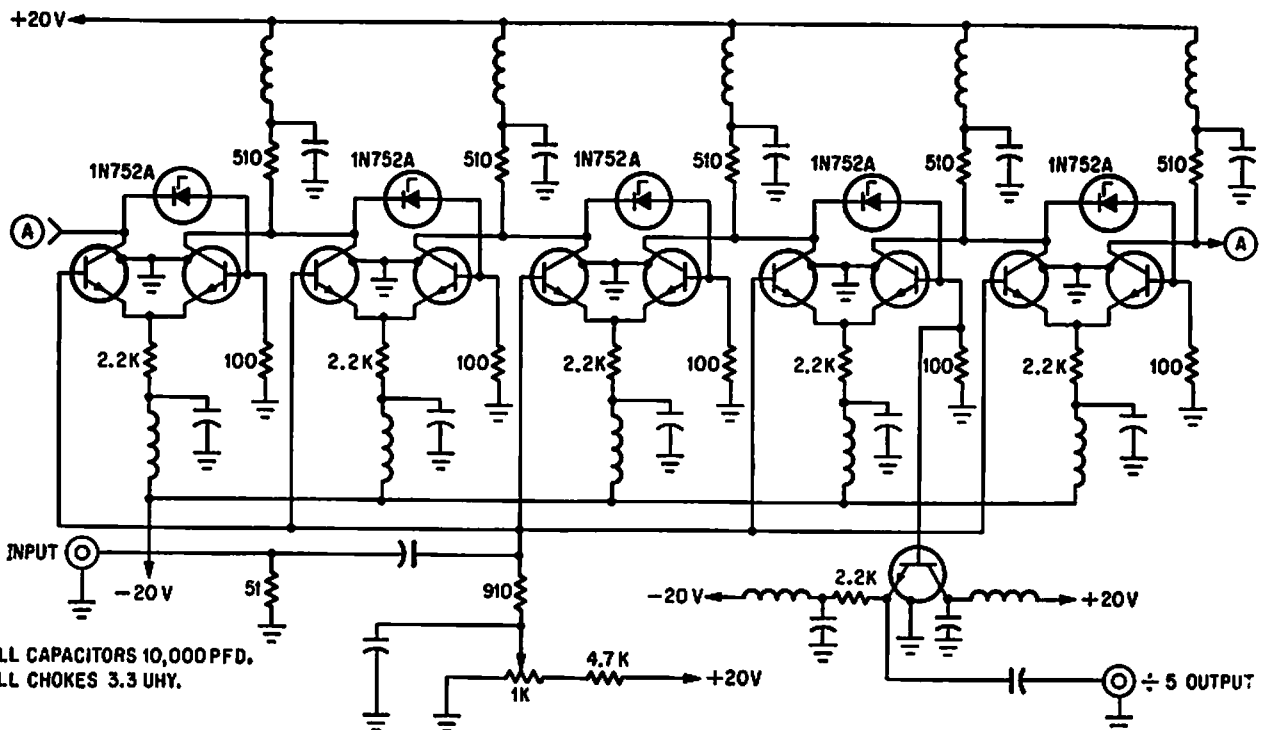 +20V
510
510
510
510
510
1N752A
1N752A
1N752A
1N752A
1N752A
A
A
2.2K
100
2.2K
100
2.2K
100
2.2K
100
2.2K
100
INPUT
-20V
51
910
-20V
2.2K
+20V
LL CAPACITORS 10,000 PFD.
LL CHOKES 3.3 UHY.
1K
4.7K
+20V
÷ 5 OUTPUT